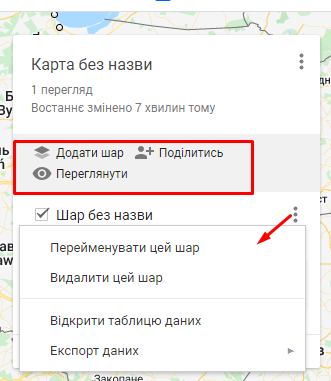 Карта без назви
1 перегляд
Востаннє змінено 7 хвилин тому
Додати шар Поділитись
Переглянути
Шар без назви
Перейменувати цей шар
Видалити цей шар
Відкрити таблицю даних
Експорт даних
Закопане